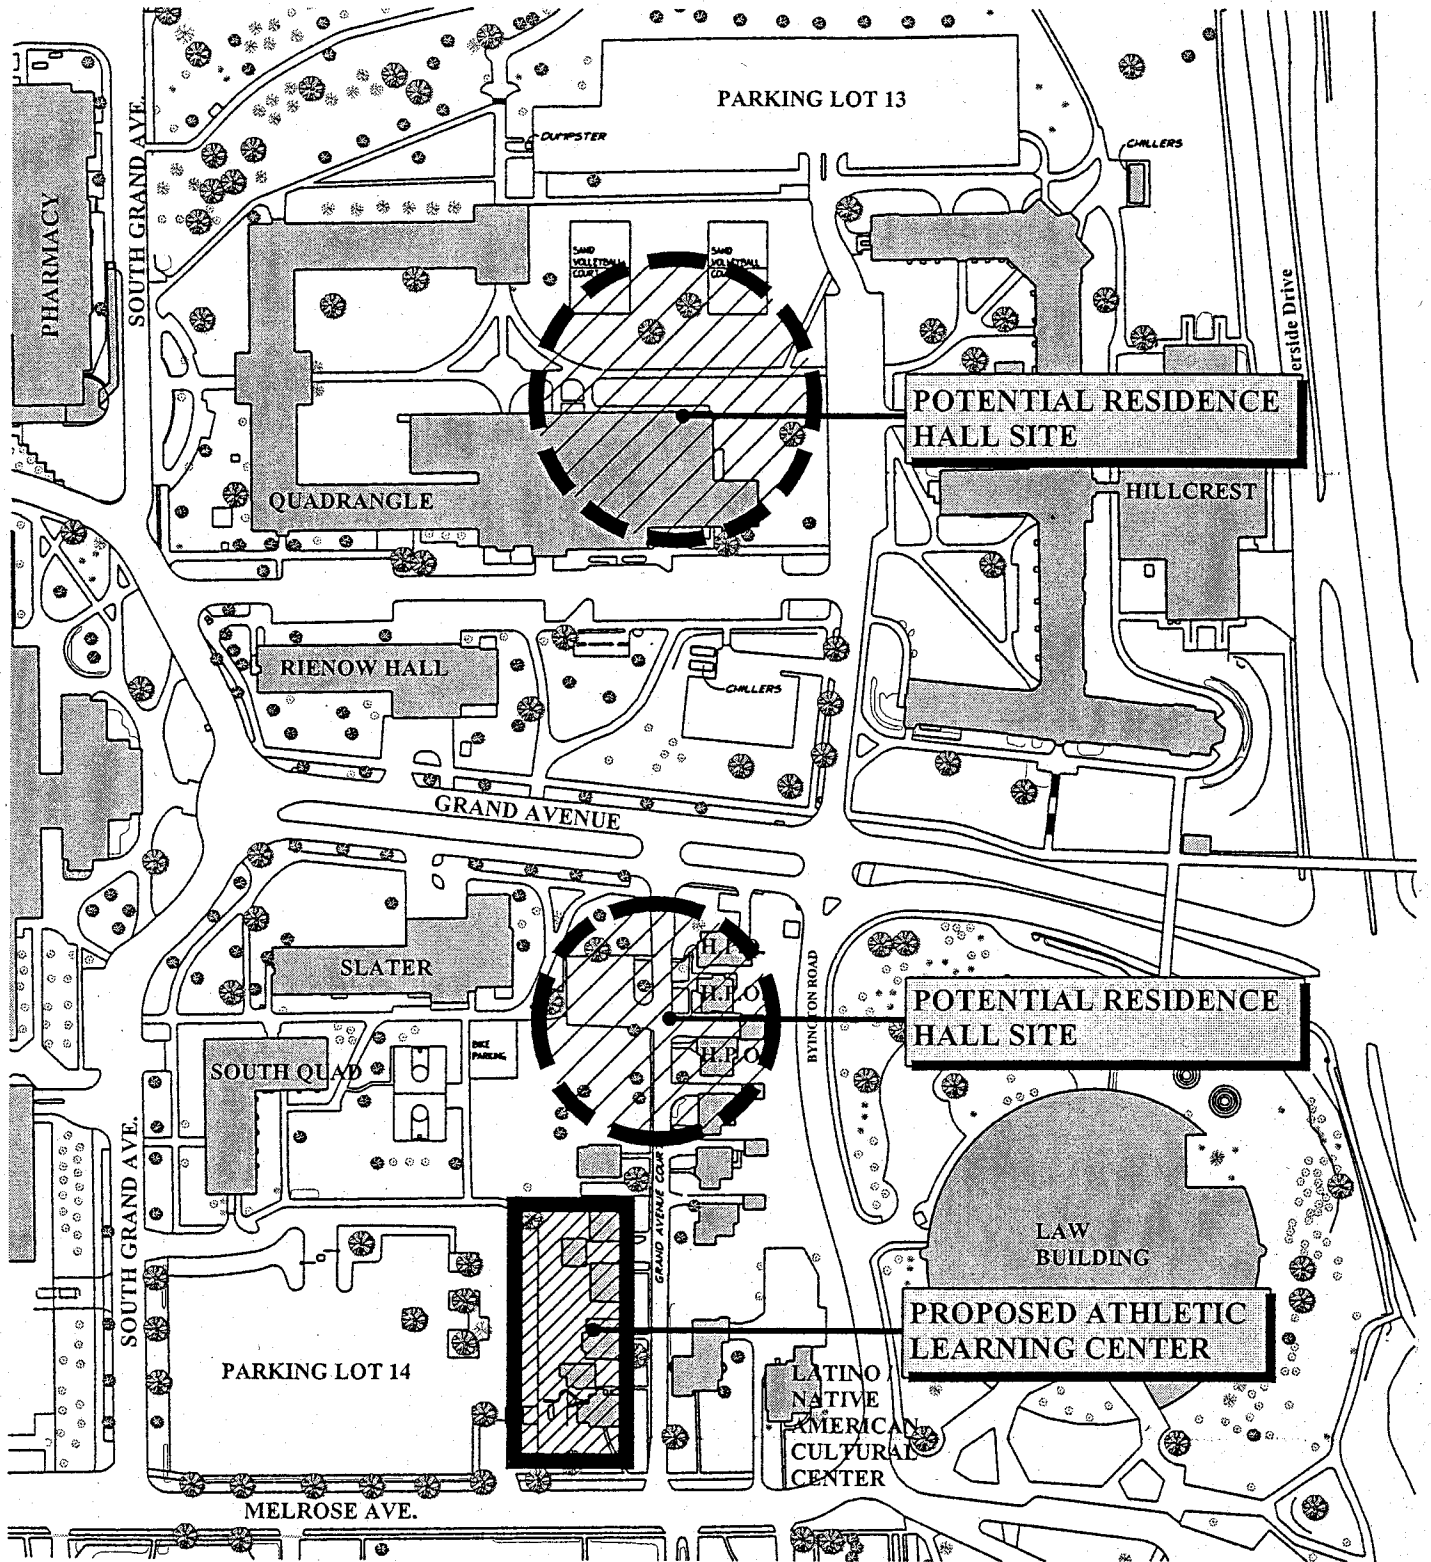 PARKING LOT 13
DUMPSTER
CHILLERS
SOUTH GRAND AVE.
PHARMACY
SAND
VOLLEYBALL
COURT
SAND
VOLLEYBALL
COURT
erside Drive
POTENTIAL RESIDENCE
HALL SITE
QUADRANGLE
HILLCREST
RIENOW HALL
CHILLERS
GRAND AVENUE
SLATER
H.P.O.
H.P.O.
H.P.O.
BYINGTON ROAD
POTENTIAL RESIDENCE
HALL SITE
BIKE
PARKING
SOUTH QUAD
SOUTH GRAND AVE.
GRAND AVENUE COURT
LAW
BUILDING
PROPOSED ATHLETIC
LEARNING CENTER
PARKING LOT 14
LATINO /
NATIVE
AMERICAN
CULTURAL
CENTER
MELROSE AVE.